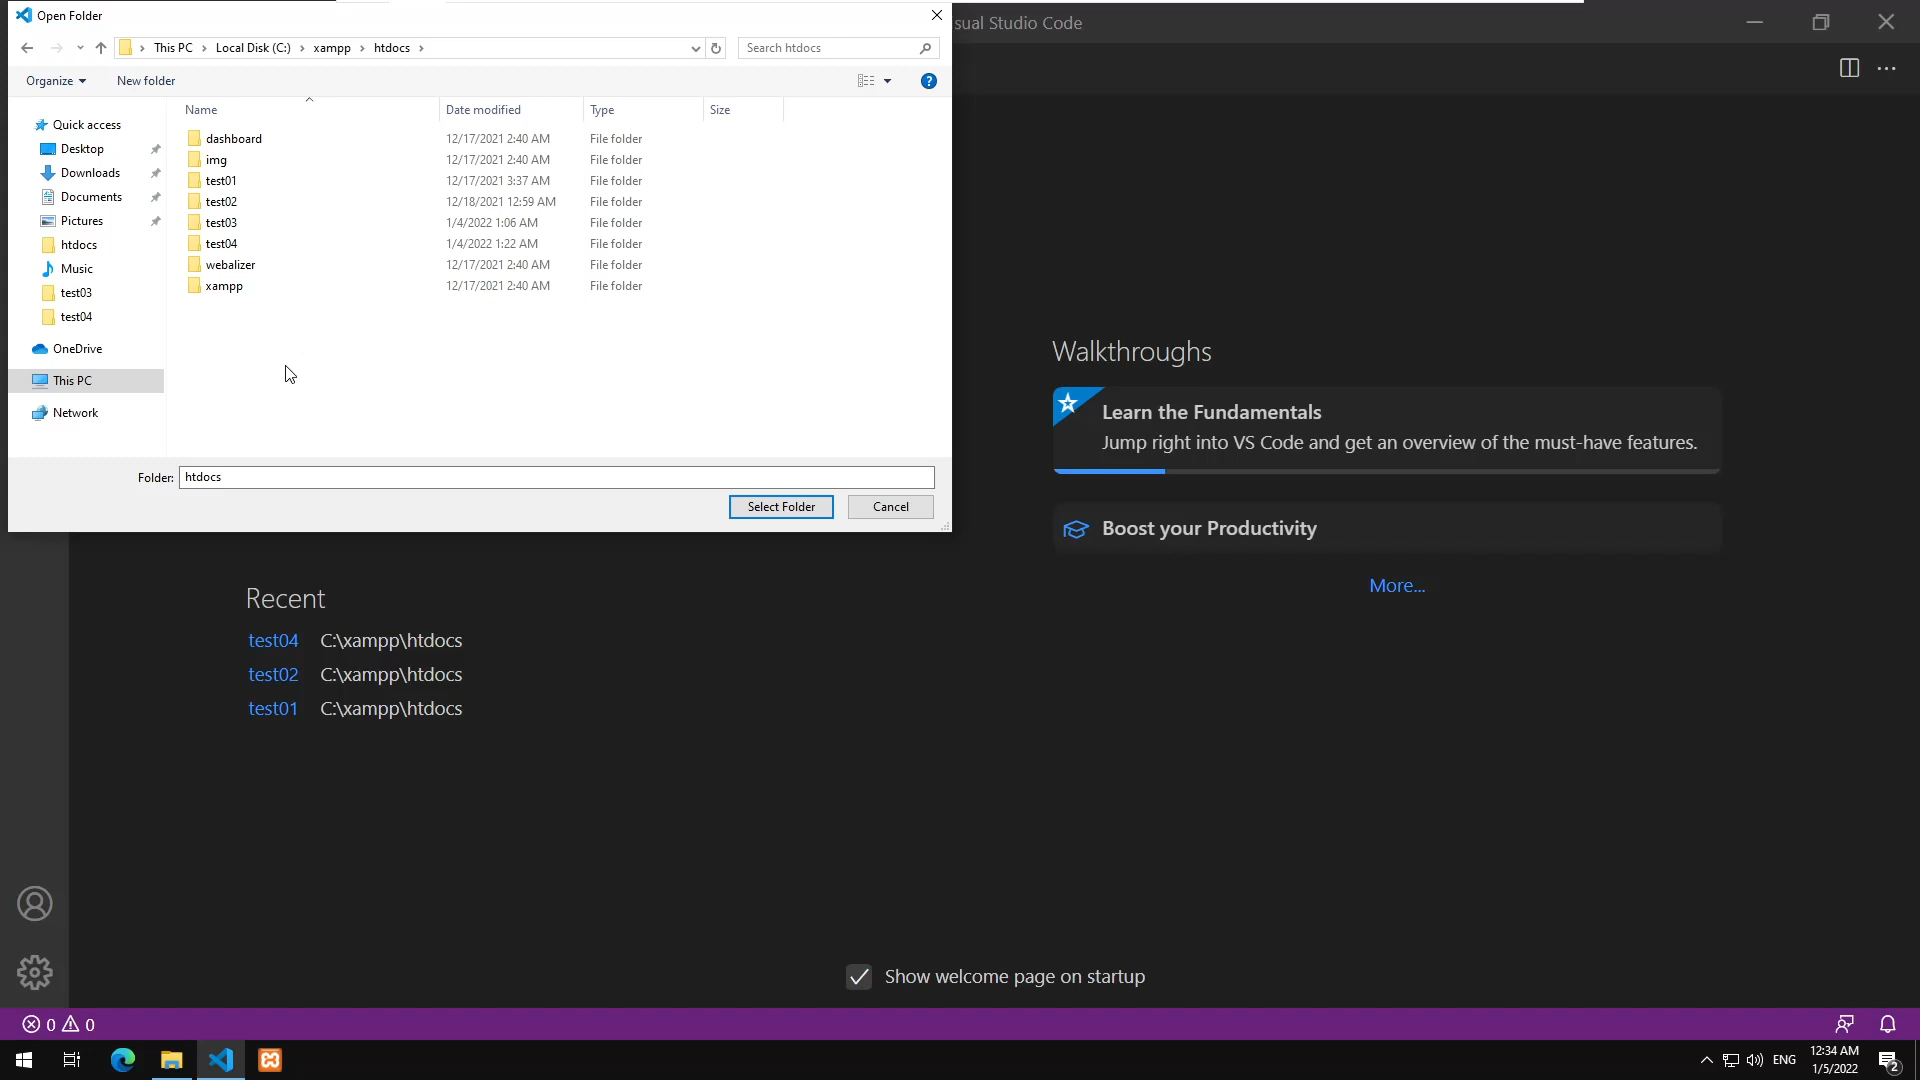 Open Folder
sual Studio Code
This PC
Local Disk (C:)
xampp
htdocs
Search htdocs
Organize
New folder
Name
Date modified
Type
Size
dashboard 12/17/2021 2:40 AM File folder
img 12/17/2021 2:40 AM File folder
test01 12/17/2021 3:37 AM File folder
test02 12/18/2021 12:59 AM File folder
test03 1/4/2022 1:06 AM File folder
test04 1/4/2022 1:22 AM File folder
webalizer 12/17/2021 2:40 AM File folder
xampp 12/17/2021 2:40 AM File folder
Quick access
Desktop
Downloads
Documents
Pictures
htdocs
Music
test03
test04
OneDrive
This PC
Network
Folder: htdocs
Select Folder
Cancel
Walkthroughs
Learn the Fundamentals
Jump right into VS Code and get an overview of the must-have features.
Boost your Productivity
More...
Recent
test04 C:\xampp\htdocs
test02 C:\xampp\htdocs
test01 C:\xampp\htdocs
Show welcome page on startup
0 0
ENG
12:34 AM
1/5/2022
2